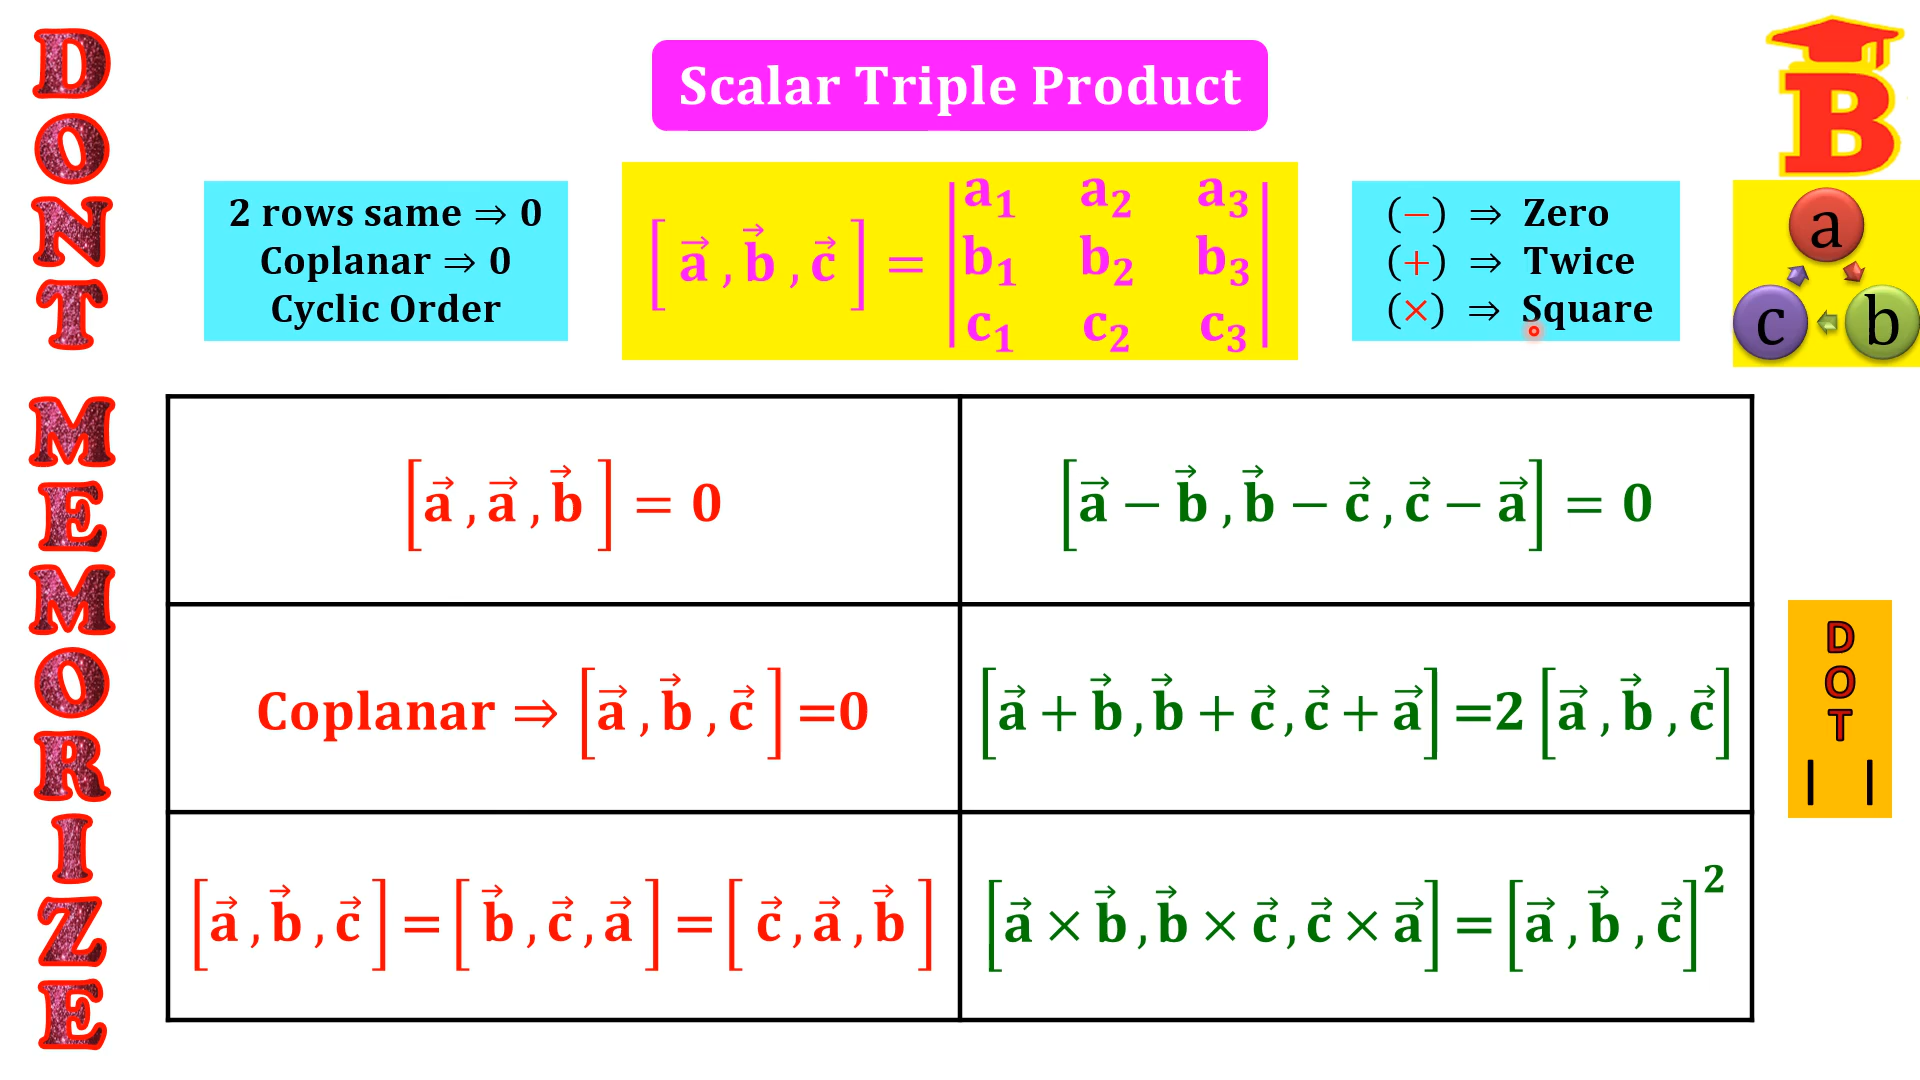 DONT MEMORIZE
Scalar Triple Product
B
2 rows same ⇒ 0
Coplanar ⇒ 0
Cyclic Order
[a⃗ , b⃗ , c⃗ ] = | a₁ a₂ a₃ |
| b₁ b₂ b₃ |
| c₁ c₂ c₃ |
(−) ⇒ Zero
(+) ⇒ Twice
(×) ⇒ Square
a
c b
[a⃗ , a⃗ , b⃗ ] = 0
[a⃗ − b⃗ , b⃗ − c⃗ , c⃗ − a⃗] = 0
Coplanar ⇒ [a⃗ , b⃗ , c⃗ ] =0
[a⃗ + b⃗ , b⃗ + c⃗ , c⃗ + a⃗] =2 [a⃗ , b⃗ , c⃗]
[a⃗ , b⃗ , c⃗ ] = [ b⃗ , c⃗ , a⃗ ] = [ c⃗ , a⃗ , b⃗ ]
[a⃗ × b⃗ , b⃗ × c⃗ , c⃗ × a⃗] = [a⃗ , b⃗ , c⃗]²
DOT
| |